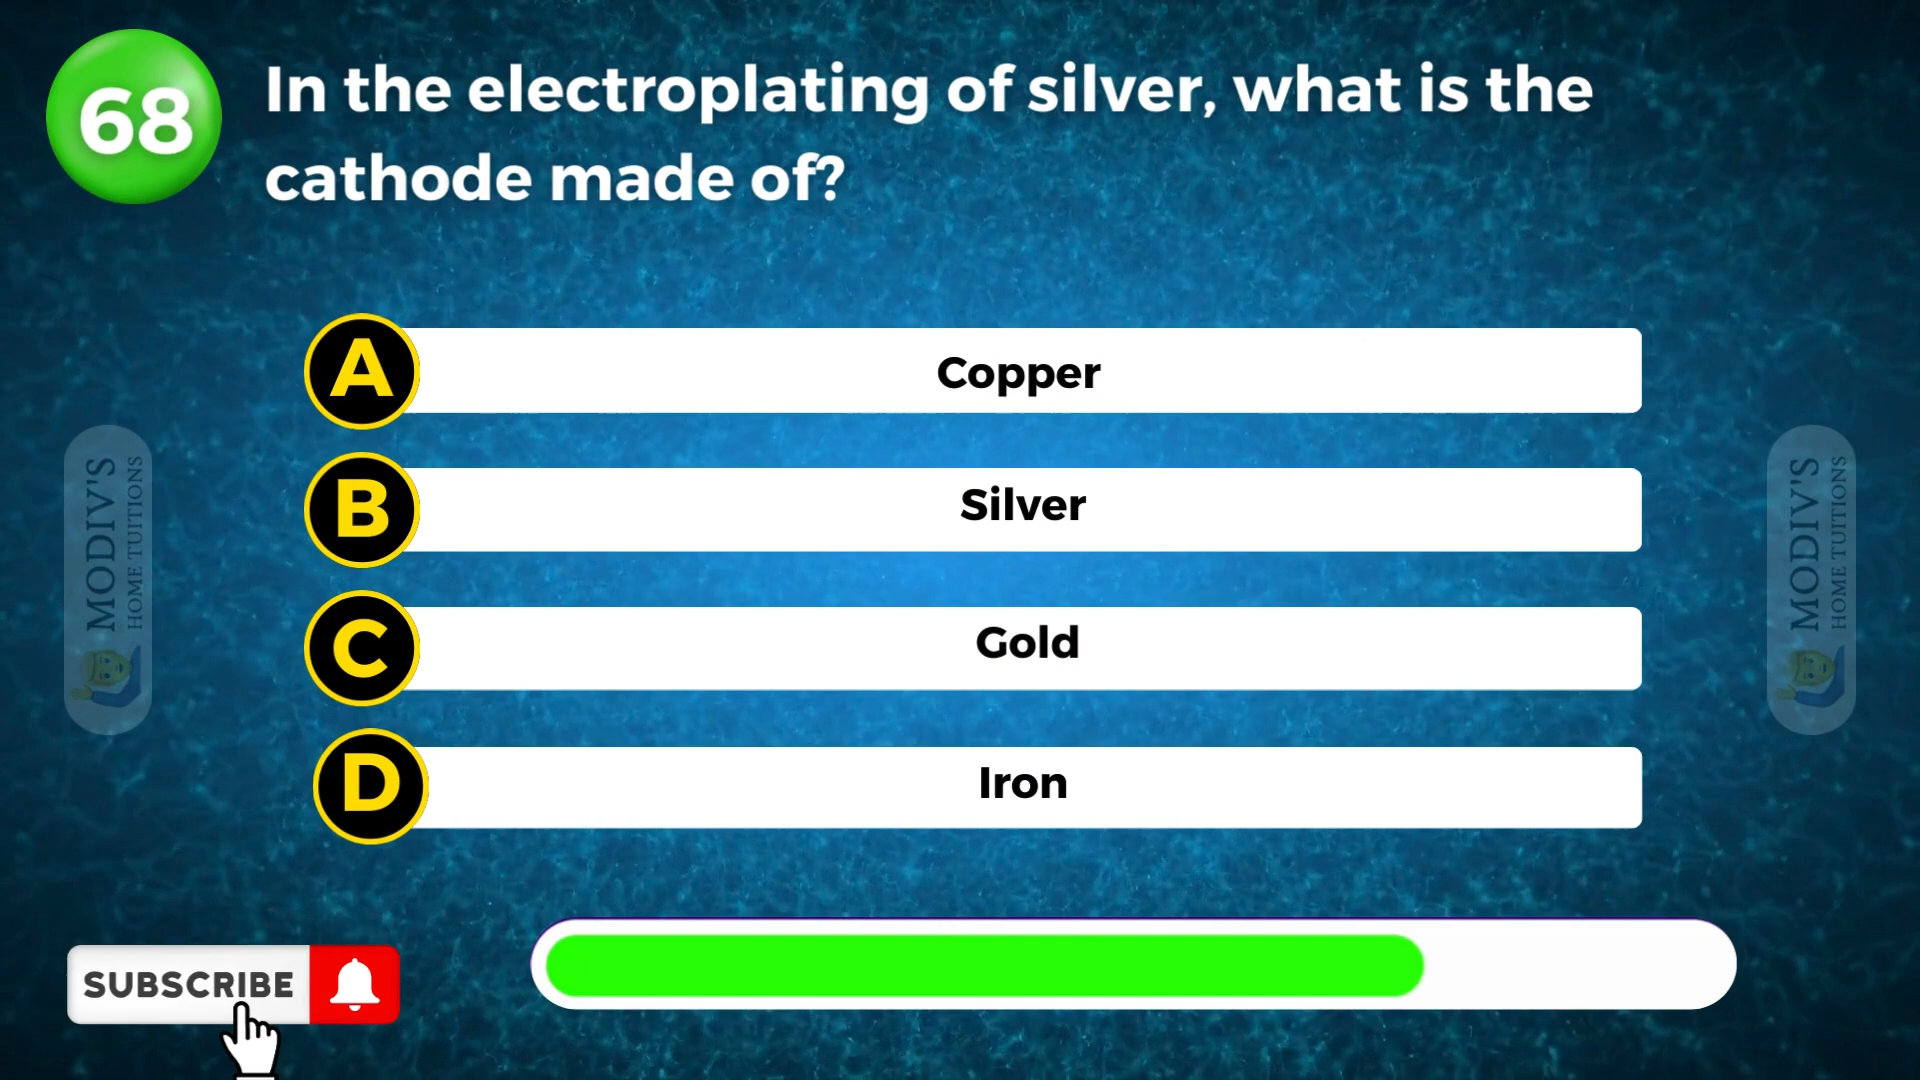 68
In the electroplating of silver, what is the
cathode made of?
A
Copper
B
Silver
C
Gold
D
Iron
MODIV'S
HOME TUITIONS
MODIV'S
HOME TUITIONS
SUBSCRIBE